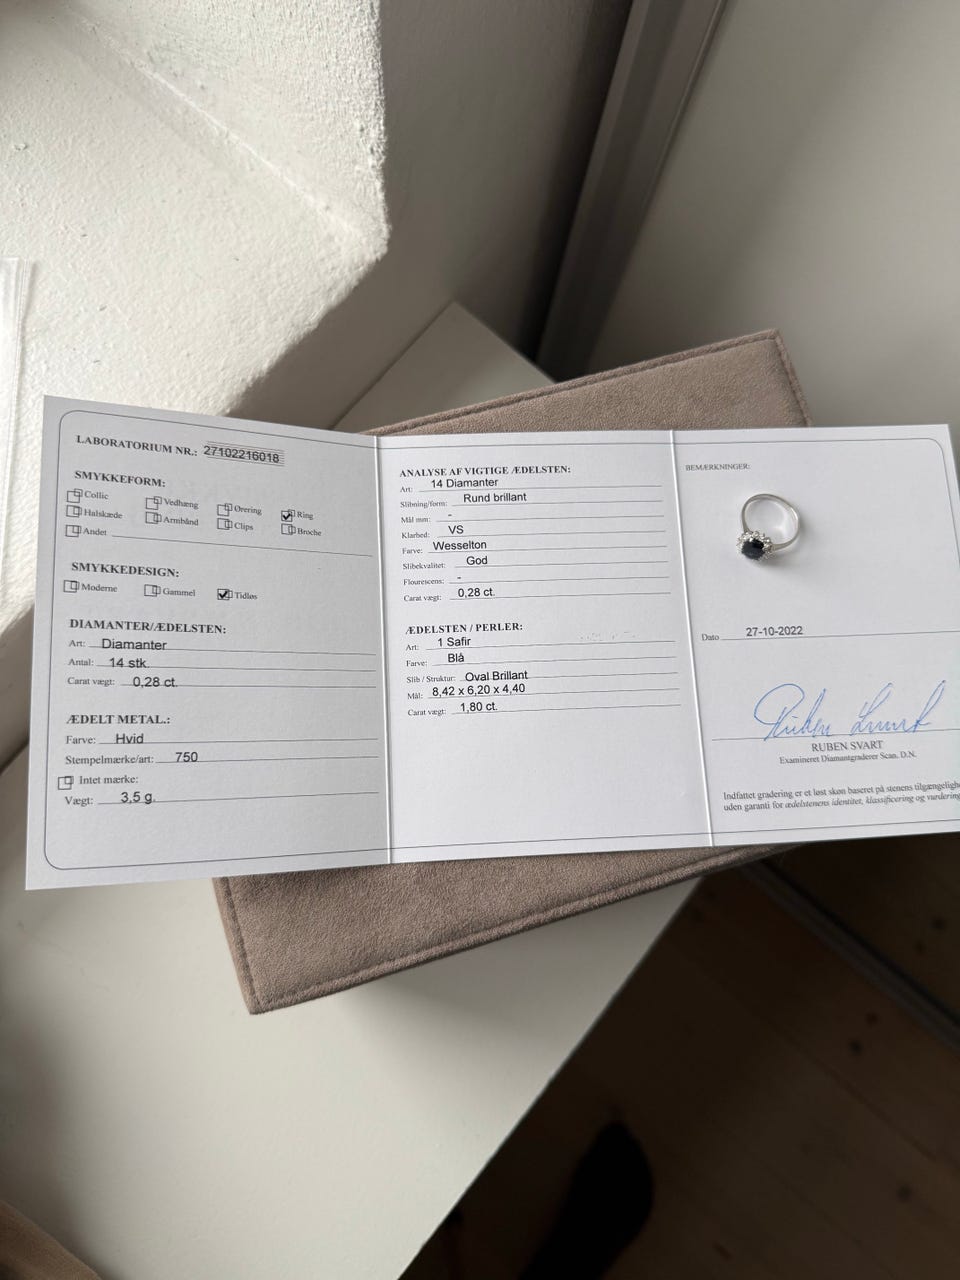 LABORATORIUM NR.: 27102216018
SMYKKEFORM:
Collic Vedhæng Ørering Ring
Halskæde Armbånd Clips Broche
Andet
SMYKKEDESIGN:
Moderne Gammel Tidløs
DIAMANTER/ÆDELSTEN:
Art: Diamanter
Antal: 14 stk.
Carat vægt: 0,28 ct.
ÆDELT METAL.:
Farve: Hvid
Stempelmærke/art: 750
Intet mærke:
Vægt: 3,5 g.
ANALYSE AF VIGTIGE ÆDELSTEN:
Art: 14 Diamanter
Slibning/form: Rund brillant
Mål mm: -
Klarhed: VS
Farve: Wesselton
Slibekvalitet: God
Flourescens: -
Carat vægt: 0,28 ct.
ÆDELSTEN / PERLER:
Art: 1 Safir
Farve: Blå
Slib / Struktur: Oval Brillant
Mål: 8,42 x 6,20 x 4,40
Carat vægt: 1,80 ct.
BEMÆRKNINGER:
Dato 27-10-2022
RUBEN SVART
Examineret Diamantgraderer Scan. D.N.
Indfattet gradering er et løst skøn baseret på stenens
uden garanti for ædelstenens identitet, klassificering og vurdering